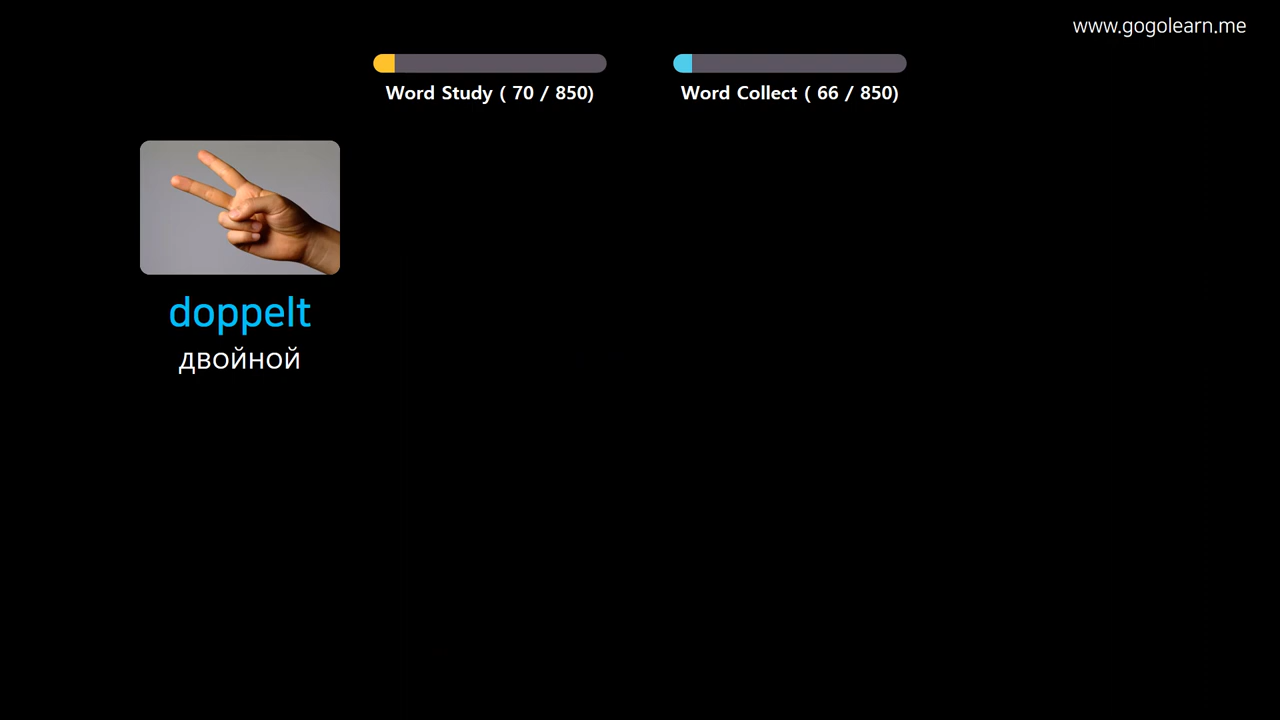 www.gogolearn.me
Word Study ( 70 / 850)
Word Collect ( 66 / 850)
doppelt
двойной